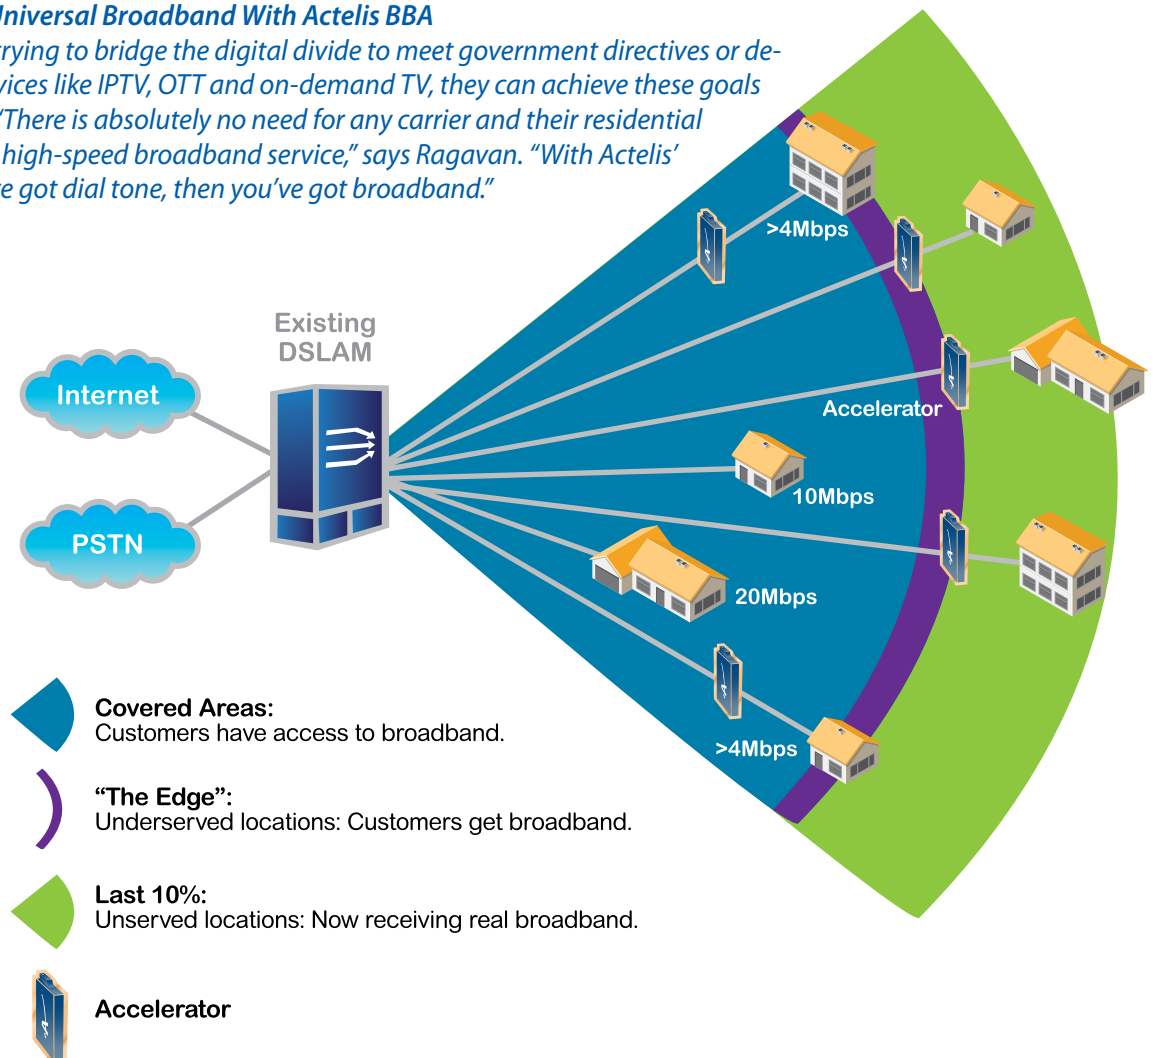 Universal Broadband With Actelis BBA
trying to bridge the digital divide to meet government directives or de-
vices like IPTV, OTT and on-demand TV, they can achieve these goals
“There is absolutely no need for any carrier and their residential
high-speed broadband service,” says Ragavan. “With Actelis’
e got dial tone, then you’ve got broadband.”
>4Mbps
Existing
DSLAM
Internet
Accelerator
10Mbps
PSTN
20Mbps
>4Mbps
Covered Areas:
Customers have access to broadband.
“The Edge”:
Underserved locations: Customers get broadband.
Last 10%:
Unserved locations: Now receiving real broadband.
Accelerator